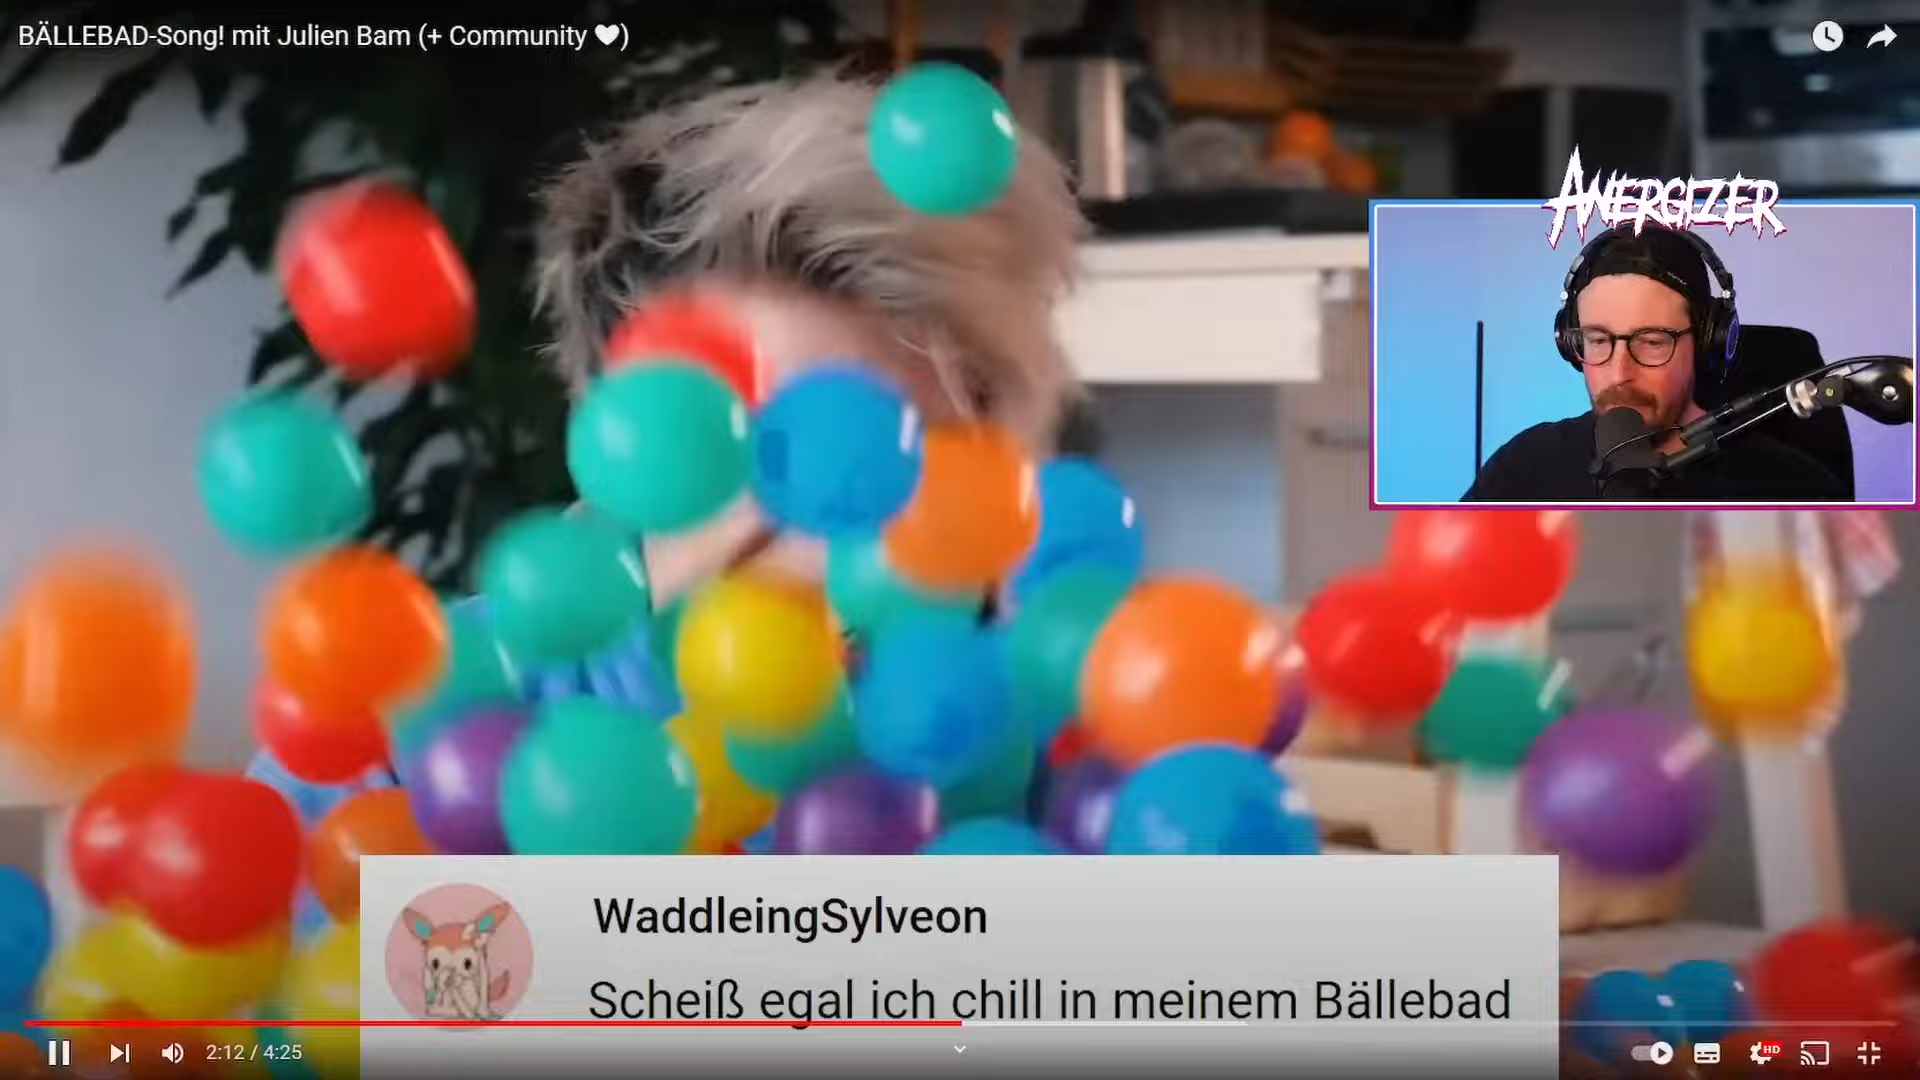 BÄLLEBAD-Song! mit Julien Bam (+ Community 🤍)
ANERGIZER
WaddleingSylveon
Scheiß egal ich chill in meinem Bällebad
2:12 / 4:25
HD